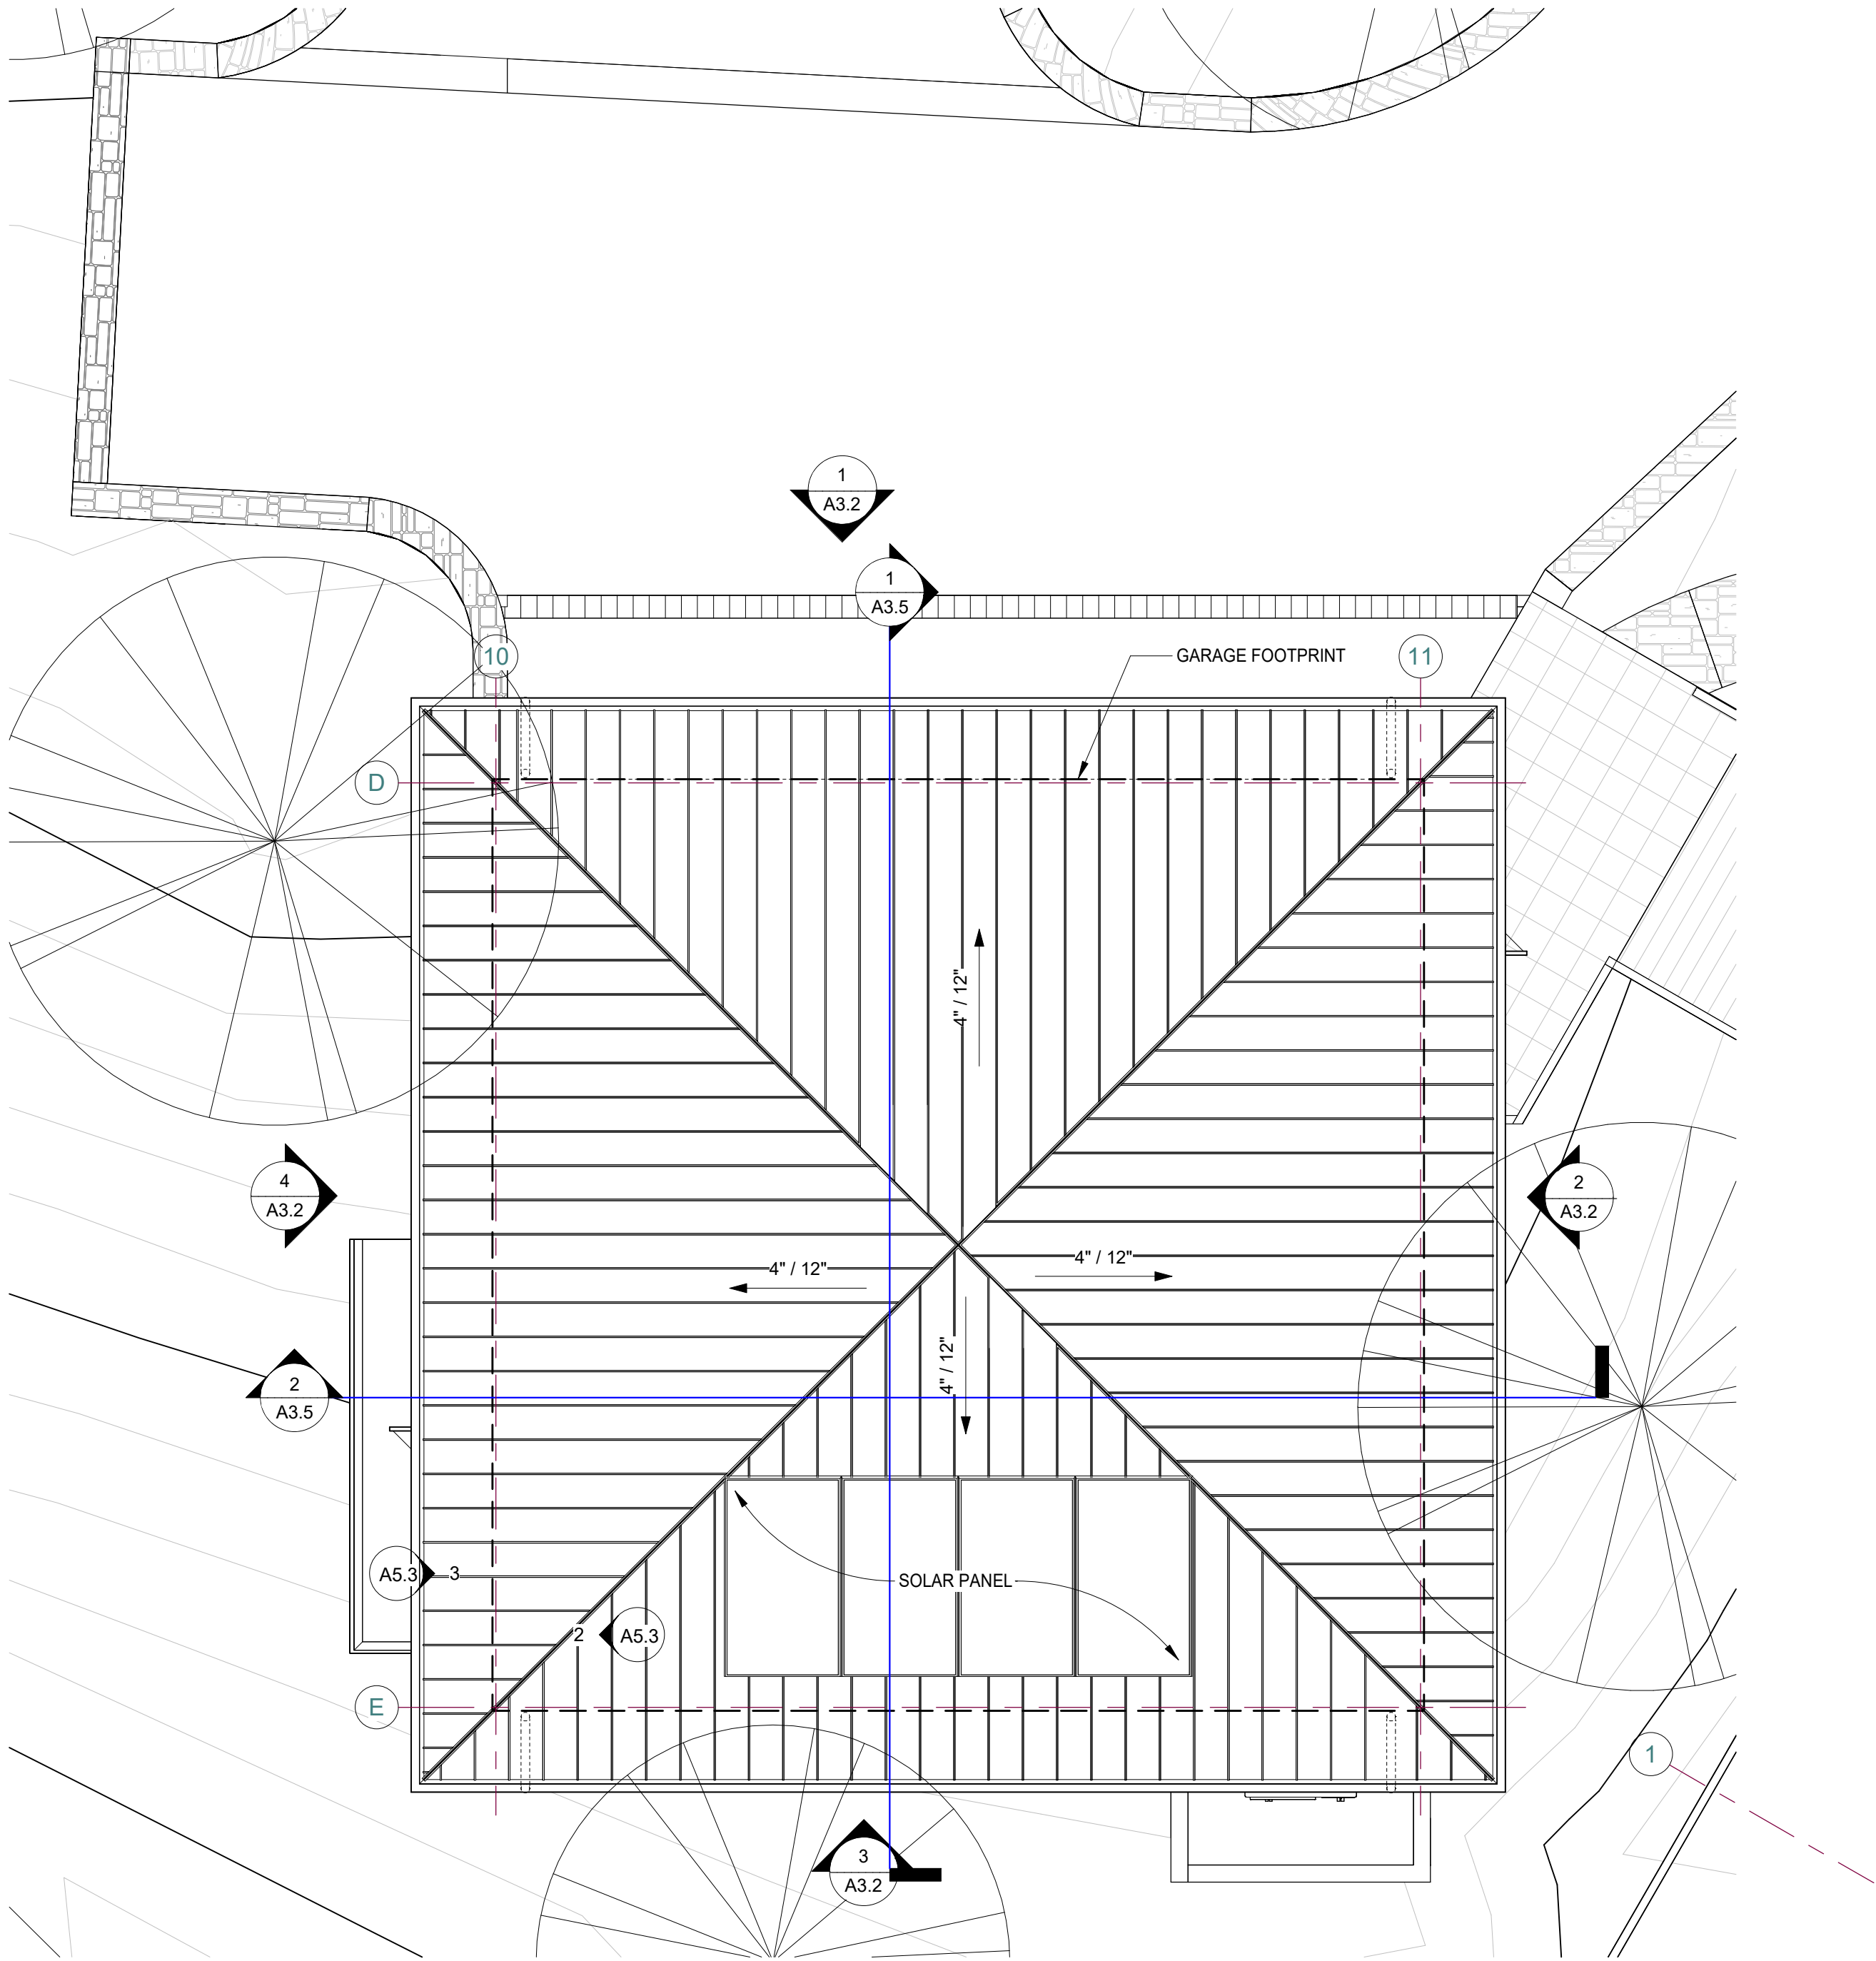 1
A3.2
1
A3.5
10
GARAGE FOOTPRINT
11
D
4" / 12"
4
A3.2
2
A3.2
4" / 12"
4" / 12"
4" / 12"
2
A3.5
A5.3
3
SOLAR PANEL
2
A5.3
E
1
3
A3.2